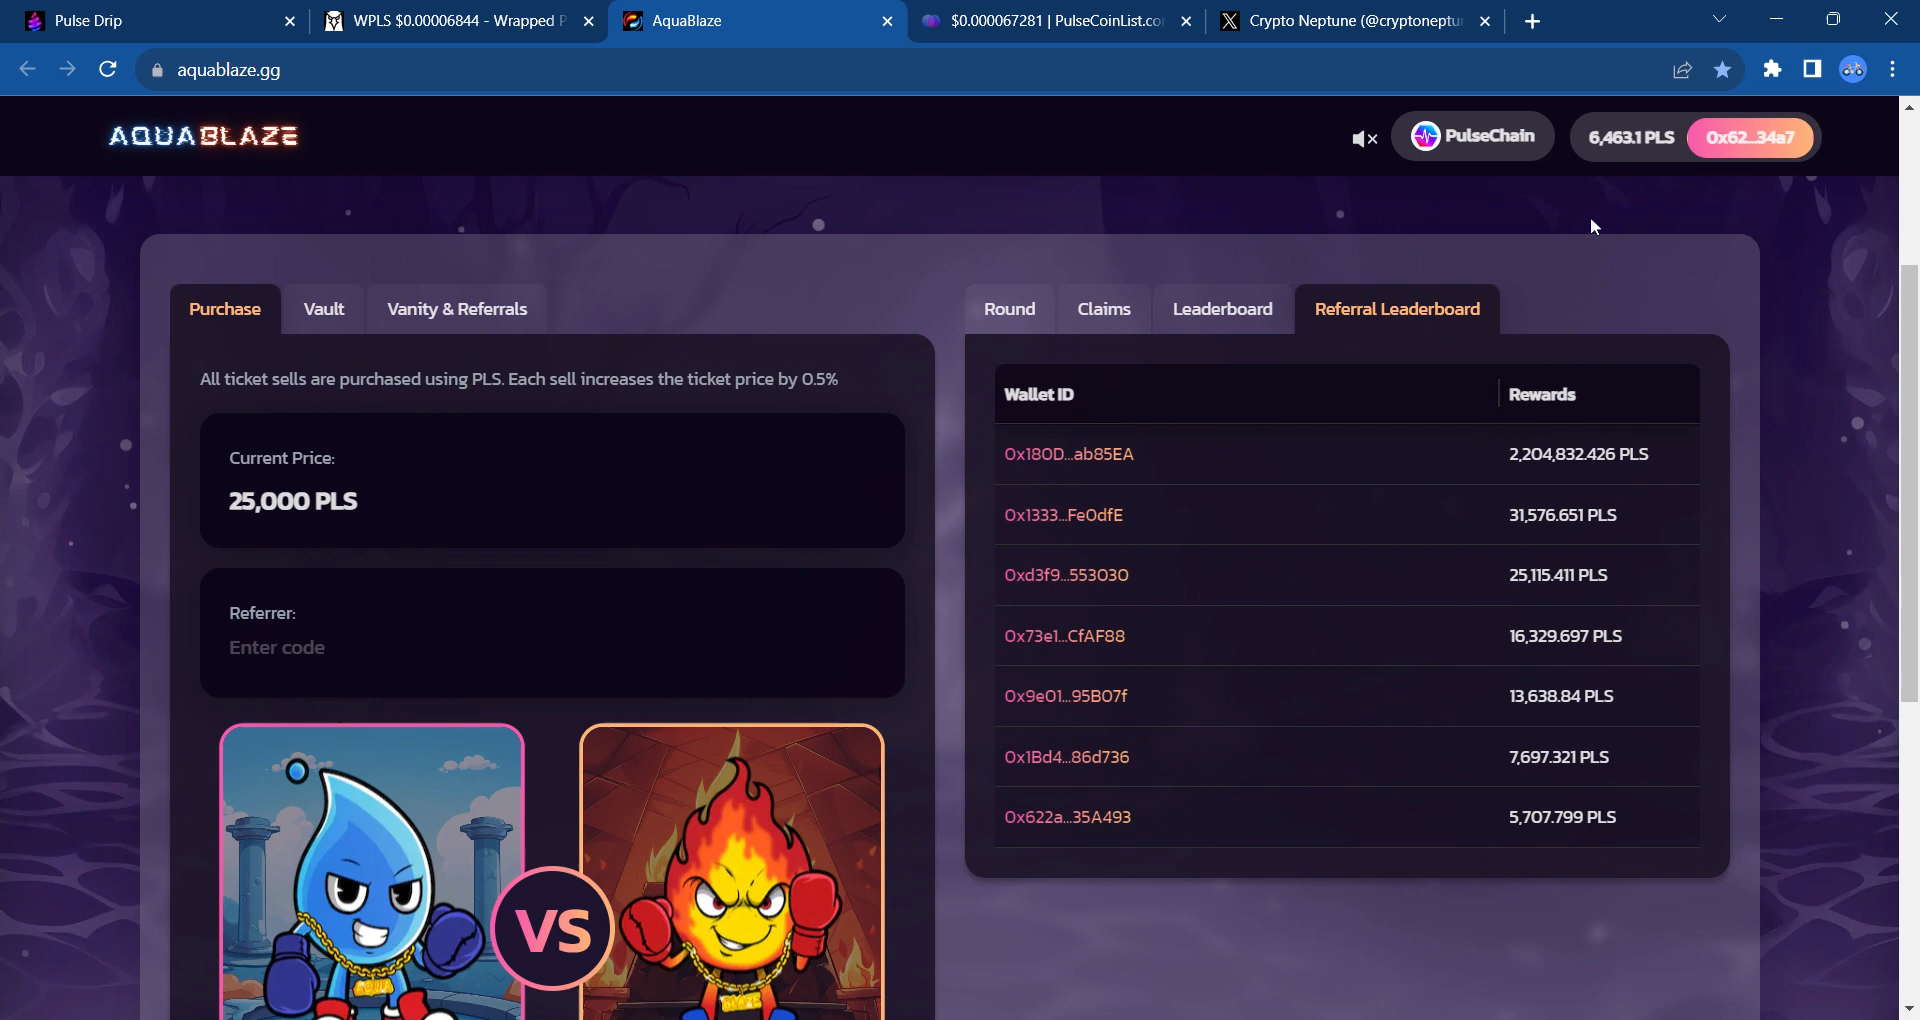 Pulse Drip
WPLS $0.00006844 - Wrapped P
AquaBlaze
$0.000067281 | PulseCoinList.co
Crypto Neptune (@cryptoneptu
aquablaze.gg
AQUABLAZE
PulseChain
6,463.1 PLS
0x62...34a7
Purchase
Vault
Vanity & Referrals
Round
Claims
Leaderboard
Referral Leaderboard
All ticket sells are purchased using PLS. Each sell increases the ticket price by 0.5%
Current Price:
25,000 PLS
Referrer:
Enter code
VS
AQUA
BLAZE
Wallet ID
Rewards
0x180D...ab85EA
2,204,832.426 PLS
0x1333...Fe0dfE
31,576.651 PLS
0xd3f9...553030
25,115.411 PLS
0x73e1...CfAF88
16,329.697 PLS
0x9e01...95B07f
13,638.84 PLS
0x1Bd4...86d736
7,697.321 PLS
0x622a...35A493
5,707.799 PLS